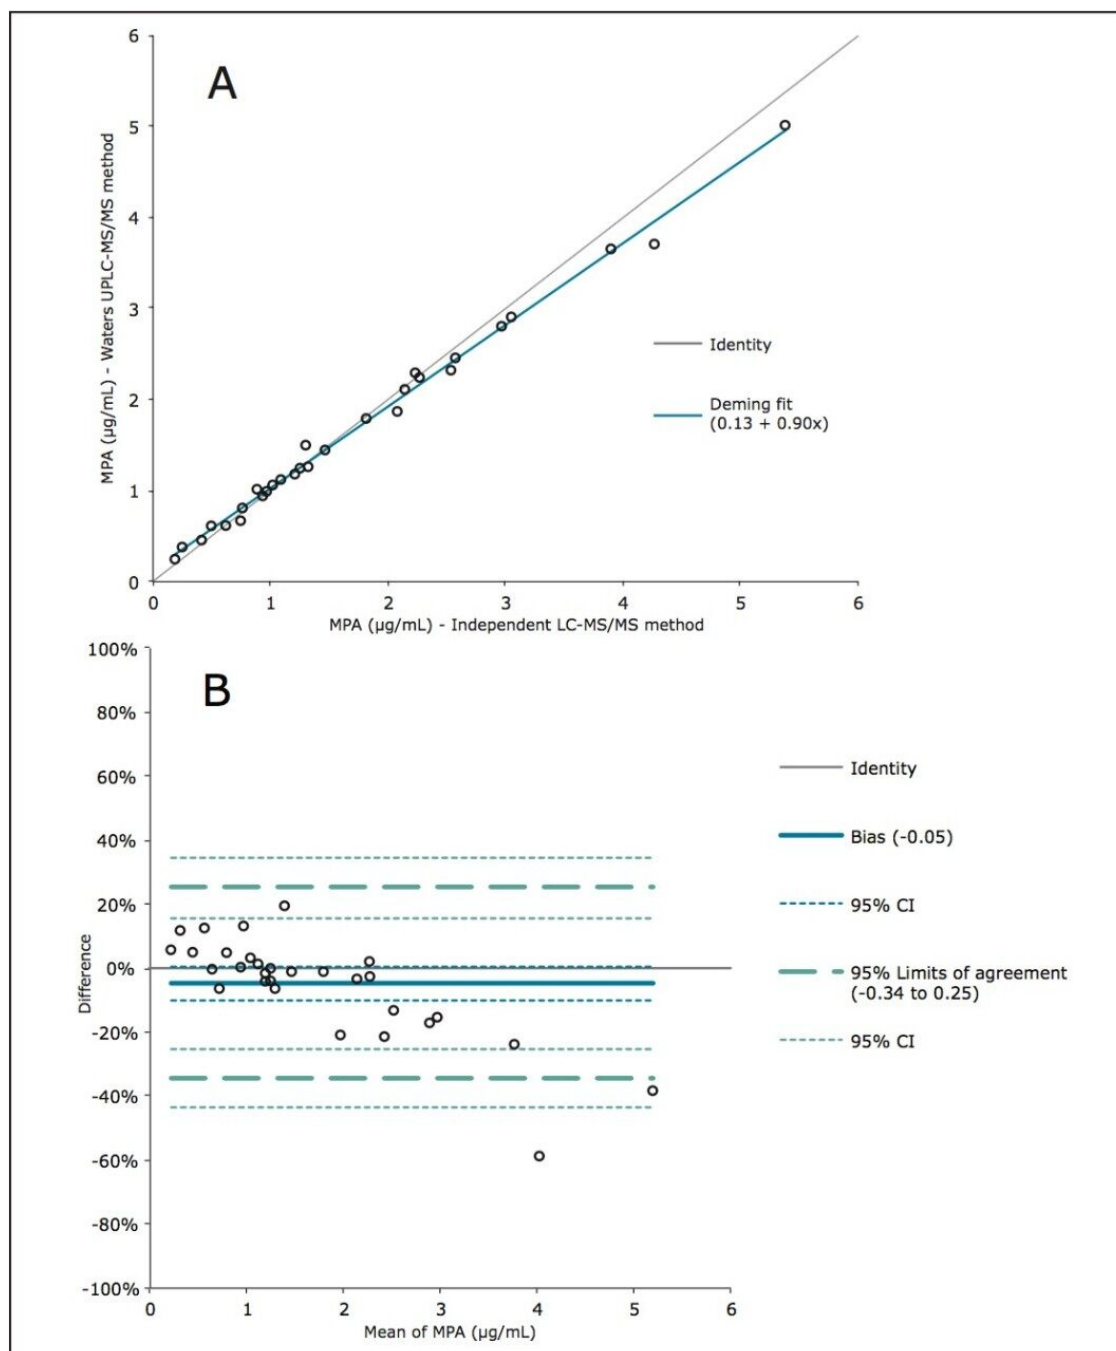 A
6
5
4
3
2
1
0
MPA (µg/mL) - Waters UPLC-MS/MS method
Identity
Deming fit
(0.13 + 0.90x)
0 1 2 3 4 5 6
MPA (µg/mL) - Independent LC-MS/MS method
B
100%
80%
60%
40%
20%
0%
-20%
-40%
-60%
-80%
-100%
Difference
Identity
Bias (-0.05)
95% CI
95% Limits of agreement
(-0.34 to 0.25)
95% CI
0 1 2 3 4 5 6
Mean of MPA (µg/mL)